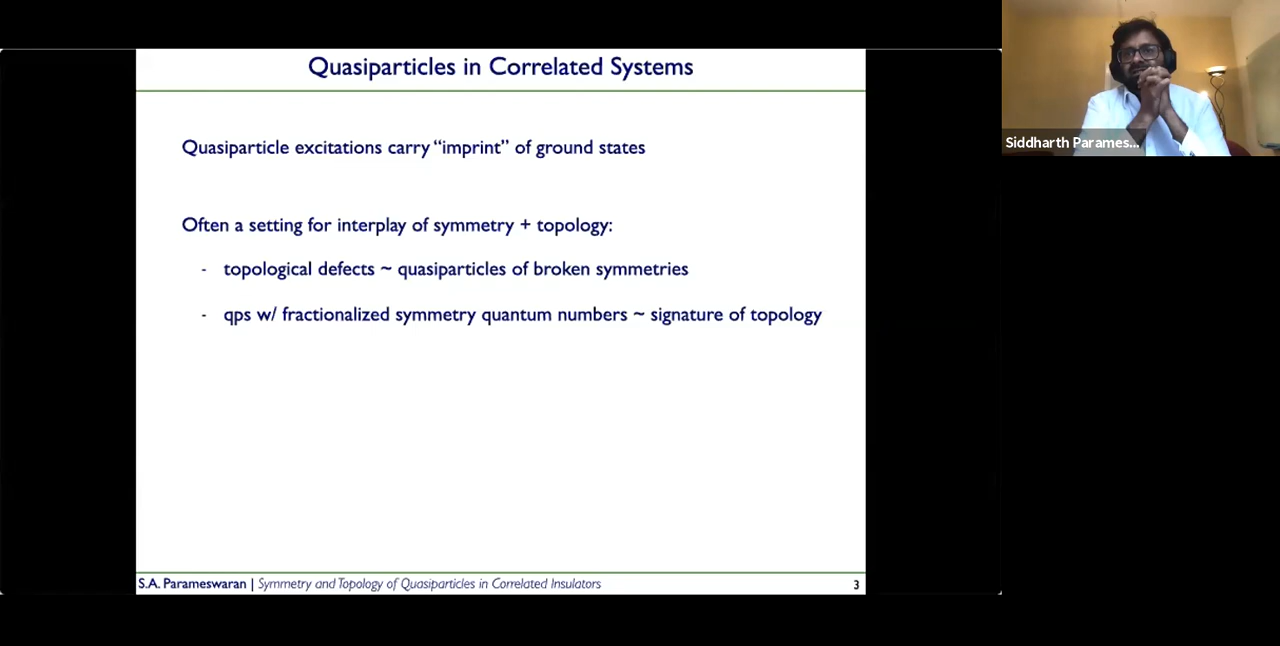 Quasiparticles in Correlated Systems
Siddharth Parames...
Quasiparticle excitations carry “imprint” of ground states
Often a setting for interplay of symmetry + topology:
- topological defects ~ quasiparticles of broken symmetries
- qps w/ fractionalized symmetry quantum numbers ~ signature of topology
S.A. Parameswaran | Symmetry and Topology of Quasiparticles in Correlated Insulators
3